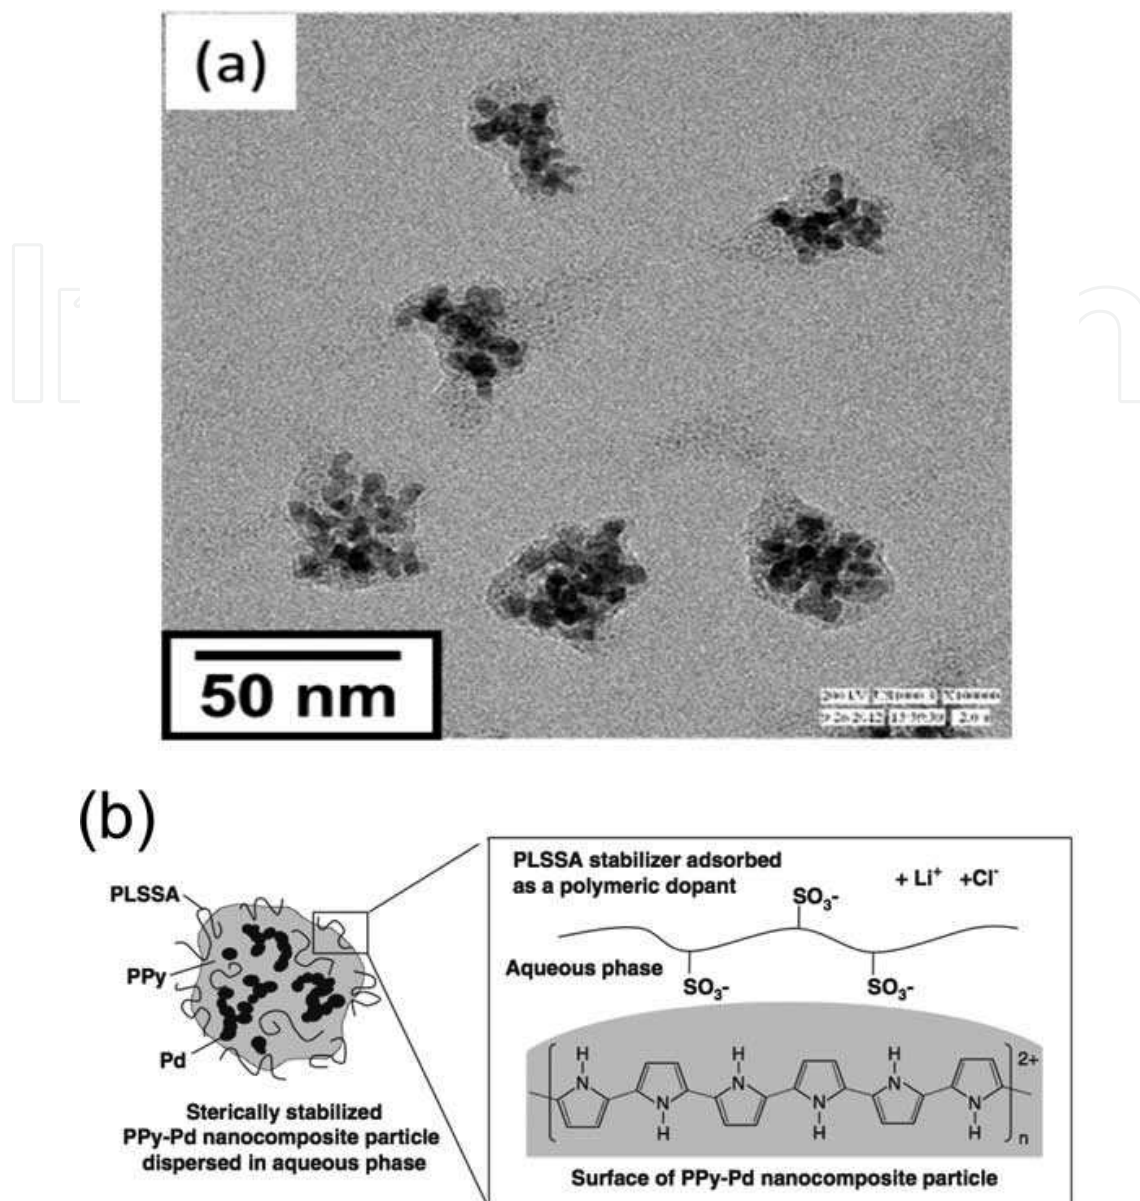 (a)
50 nm
(b)
PLSSA
PPy
Pd
Sterically stabilized
PPy-Pd nanocomposite particle
dispersed in aqueous phase
PLSSA stabilizer adsorbed
as a polymeric dopant
+ Li⁺ +Cl⁻
SO₃-
Aqueous phase
SO₃-
SO₃-
H
H
H
N
N
N
N
N
N
H
H
H
2+
n
Surface of PPy-Pd nanocomposite particle